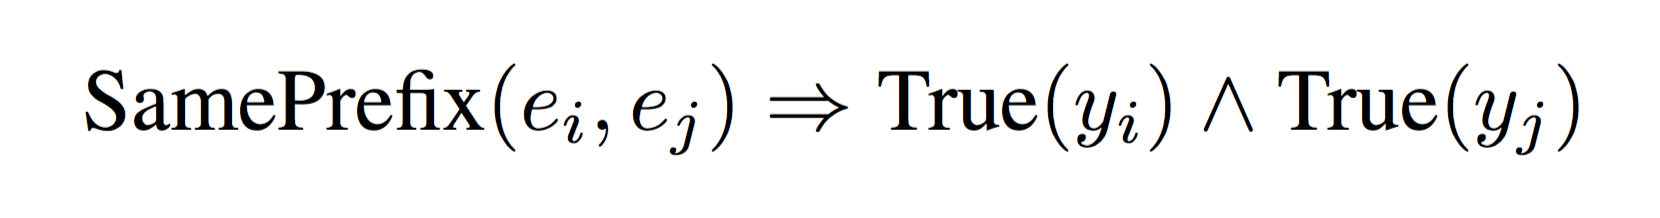 SamePrefix(e_i, e_j) ⇒ True(y_i) ∧ True(y_j)